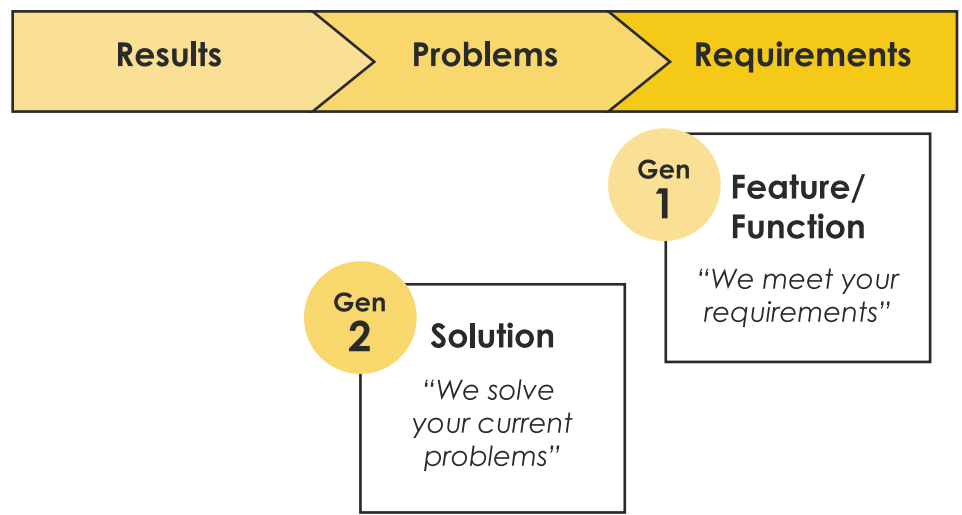 Results
Problems
Requirements
Gen
1
Feature/
Function
“We meet your
requirements”
Gen
2
Solution
“We solve
your current
problems”